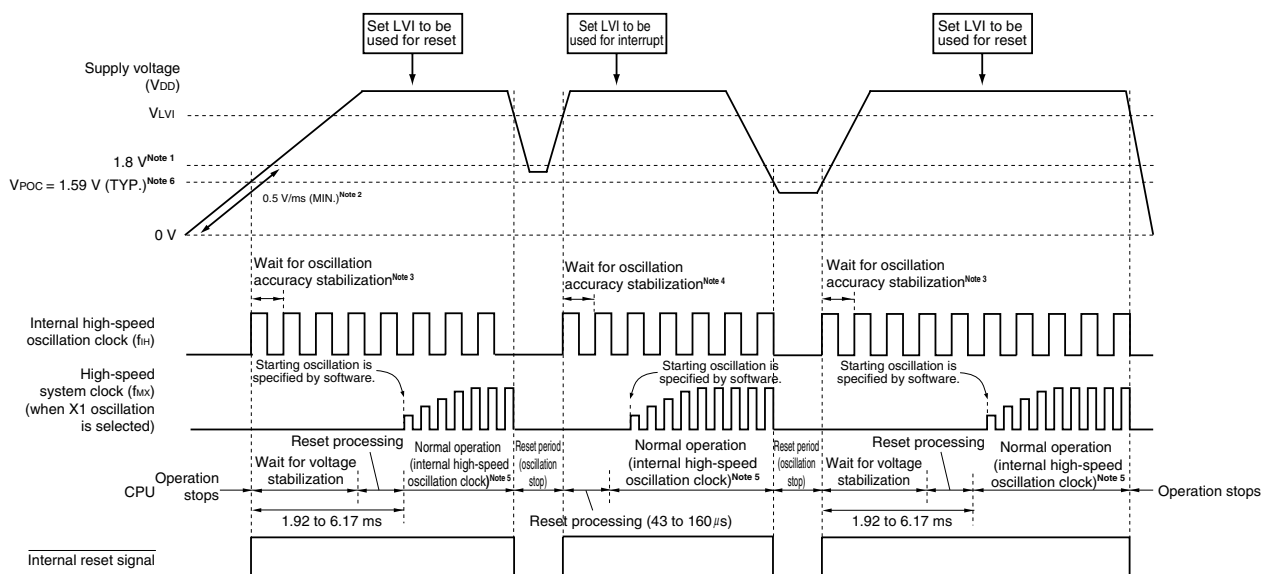 Set LVI to be
used for reset
Set LVI to be
used for interrupt
Set LVI to be
used for reset
Supply voltage
(VDD)
VLVI
1.8 V Note 1
VPOC = 1.59 V (TYP.) Note 6
0.5 V/ms (MIN.) Note 2
0 V
Wait for oscillation
accuracy stabilization Note 3
Wait for oscillation
accuracy stabilization Note 4
Wait for oscillation
accuracy stabilization Note 3
Internal high-speed
oscillation clock (fIH)
Starting oscillation is
specified by software.
Starting oscillation is
specified by software.
Starting oscillation is
specified by software.
High-speed
system clock (fMX)
(when X1 oscillation
is selected)
Reset processing
Wait for voltage
stabilization
Normal operation
(internal high-speed
oscillation clock) Note 5
Reset period
(oscillation
stop)
Normal operation
(internal high-speed
oscillation clock) Note 5
Reset period
(oscillation
stop)
Reset processing
Wait for voltage
stabilization
Normal operation
(internal high-speed
oscillation clock) Note 5
CPU
Operation
stops
Operation stops
1.92 to 6.17 ms
Reset processing (43 to 160 μs)
1.92 to 6.17 ms
Internal reset signal